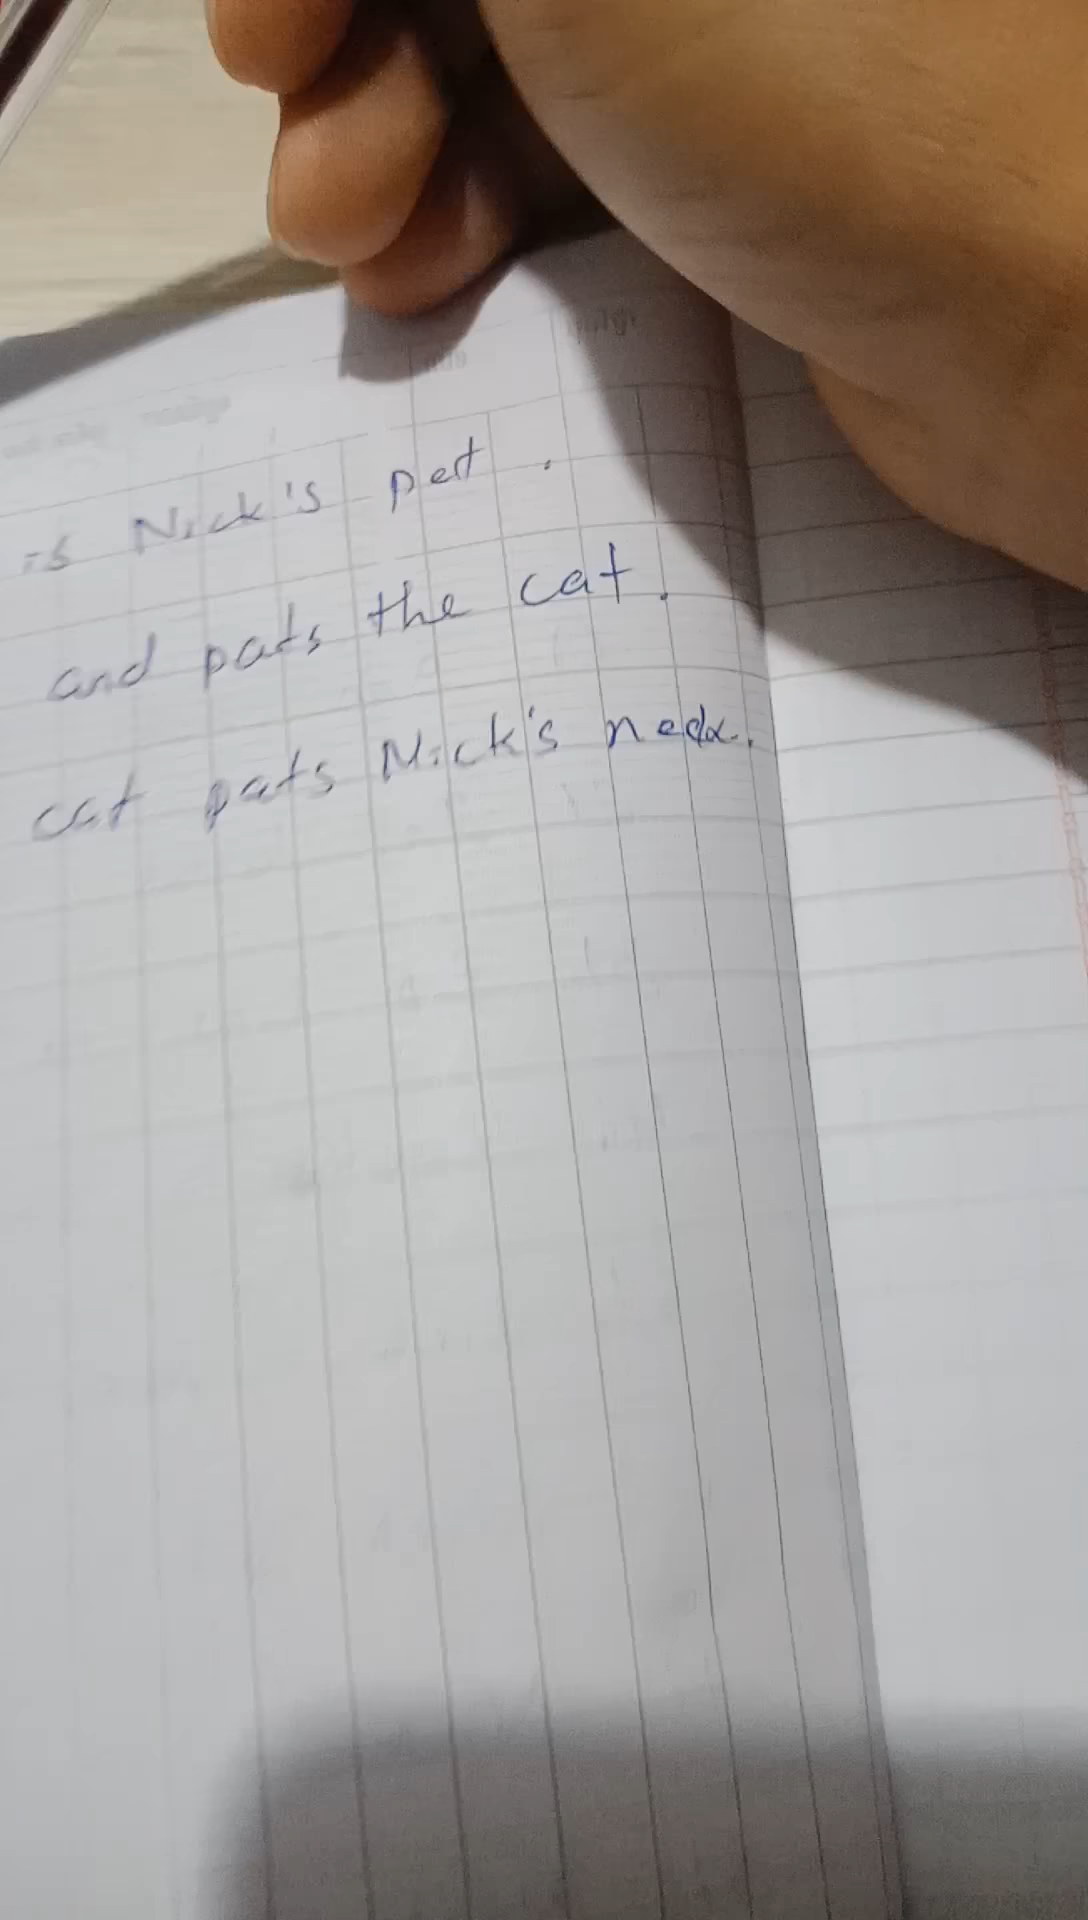 is Nick's pet .
and pats the cat.
cat pats Nick's neck.